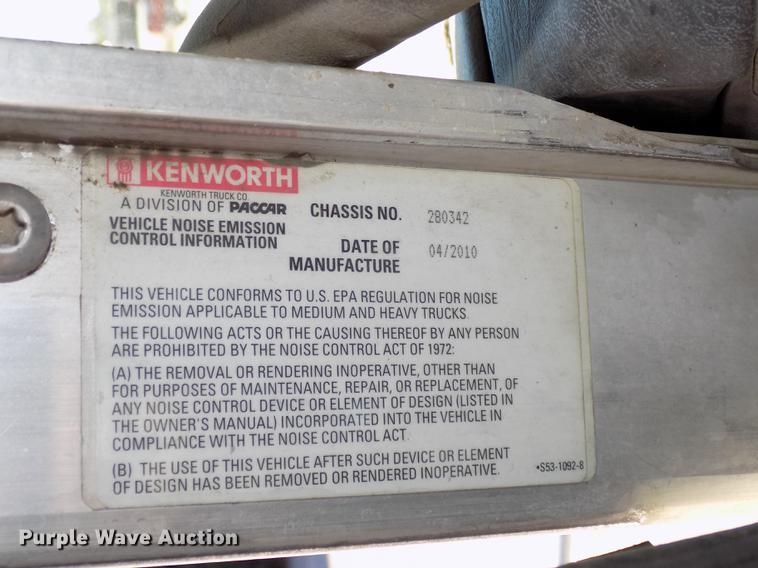 KENWORTH
KENWORTH TRUCK CO.
A DIVISION OF PACCAR
VEHICLE NOISE EMISSION
CONTROL INFORMATION
CHASSIS NO. 280342
DATE OF
MANUFACTURE 04/2010
THIS VEHICLE CONFORMS TO U.S. EPA REGULATION FOR NOISE
EMISSION APPLICABLE TO MEDIUM AND HEAVY TRUCKS.
THE FOLLOWING ACTS OR THE CAUSING THEREOF BY ANY PERSON
ARE PROHIBITED BY THE NOISE CONTROL ACT OF 1972:
(A) THE REMOVAL OR RENDERING INOPERATIVE, OTHER THAN
FOR PURPOSES OF MAINTENANCE, REPAIR, OR REPLACEMENT, OF
ANY NOISE CONTROL DEVICE OR ELEMENT OF DESIGN (LISTED IN
THE OWNER'S MANUAL) INCORPORATED INTO THE VEHICLE IN
COMPLIANCE WITH THE NOISE CONTROL ACT.
(B) THE USE OF THIS VEHICLE AFTER SUCH DEVICE OR ELEMENT
OF DESIGN HAS BEEN REMOVED OR RENDERED INOPERATIVE.
•S53-1092-8
Purple Wave Auction®